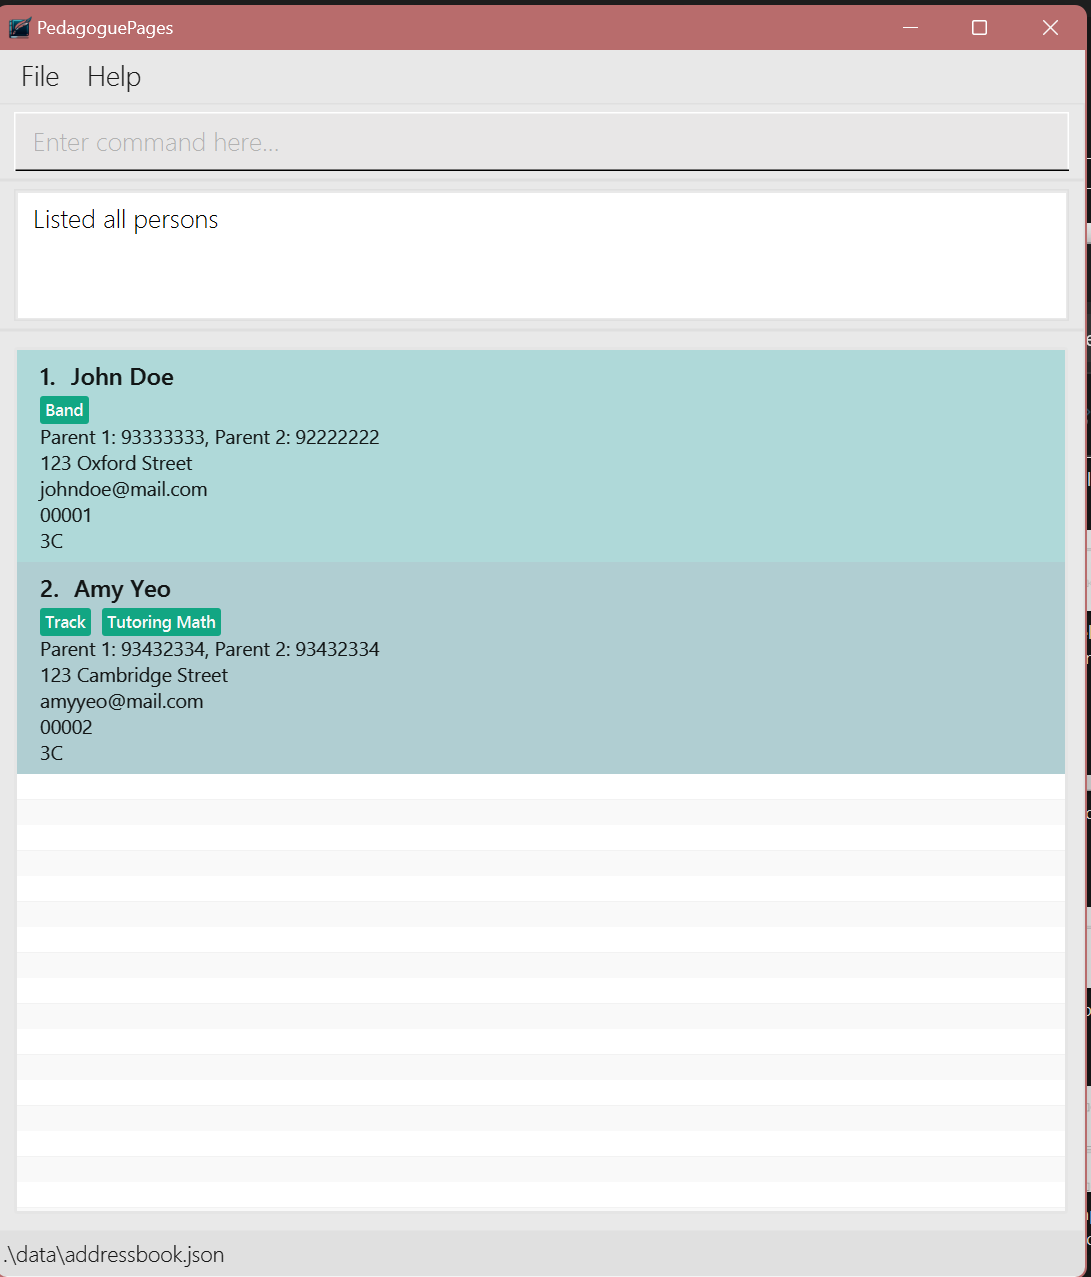 PedagoguePages
File Help
Enter command here...
Listed all persons
1. John Doe
Band
Parent 1: 93333333, Parent 2: 92222222
123 Oxford Street
johndoe@mail.com
00001
3C
2. Amy Yeo
Track Tutoring Math
Parent 1: 93432334, Parent 2: 93432334
123 Cambridge Street
amyyeo@mail.com
00002
3C
.\data\addressbook.json